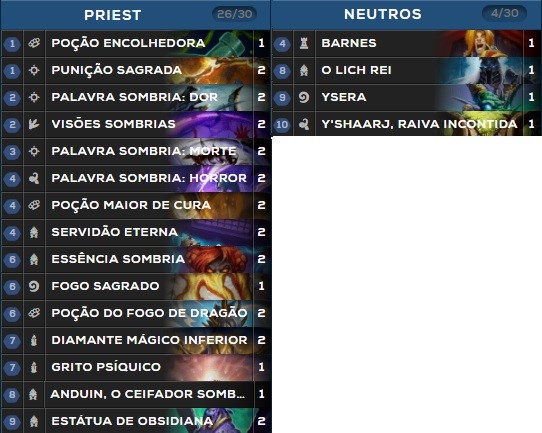 PRIEST 26/30
1 POÇÃO ENCOLHEDORA 1
1 PUNIÇÃO SAGRADA 2
2 PALAVRA SOMBRIA: DOR 2
2 VISÕES SOMBRIAS 2
3 PALAVRA SOMBRIA: MORTE 2
4 PALAVRA SOMBRIA: HORROR 2
4 POÇÃO MAIOR DE CURA 2
4 SERVIDÃO ETERNA 2
6 ESSÊNCIA SOMBRIA 2
6 FOGO SAGRADO 1
6 POÇÃO DO FOGO DE DRAGÃO 2
7 DIAMANTE MÁGICO INFERIOR 2
7 GRITO PSÍQUICO 1
8 ANDUIN, O CEIFADOR SOMB... 1
9 ESTÁTUA DE OBSIDIANA 2
NEUTROS 4/30
4 BARNES 1
8 O LICH REI 1
9 YSERA 1
10 Y'SHAARJ, RAIVA INCONTIDA 1